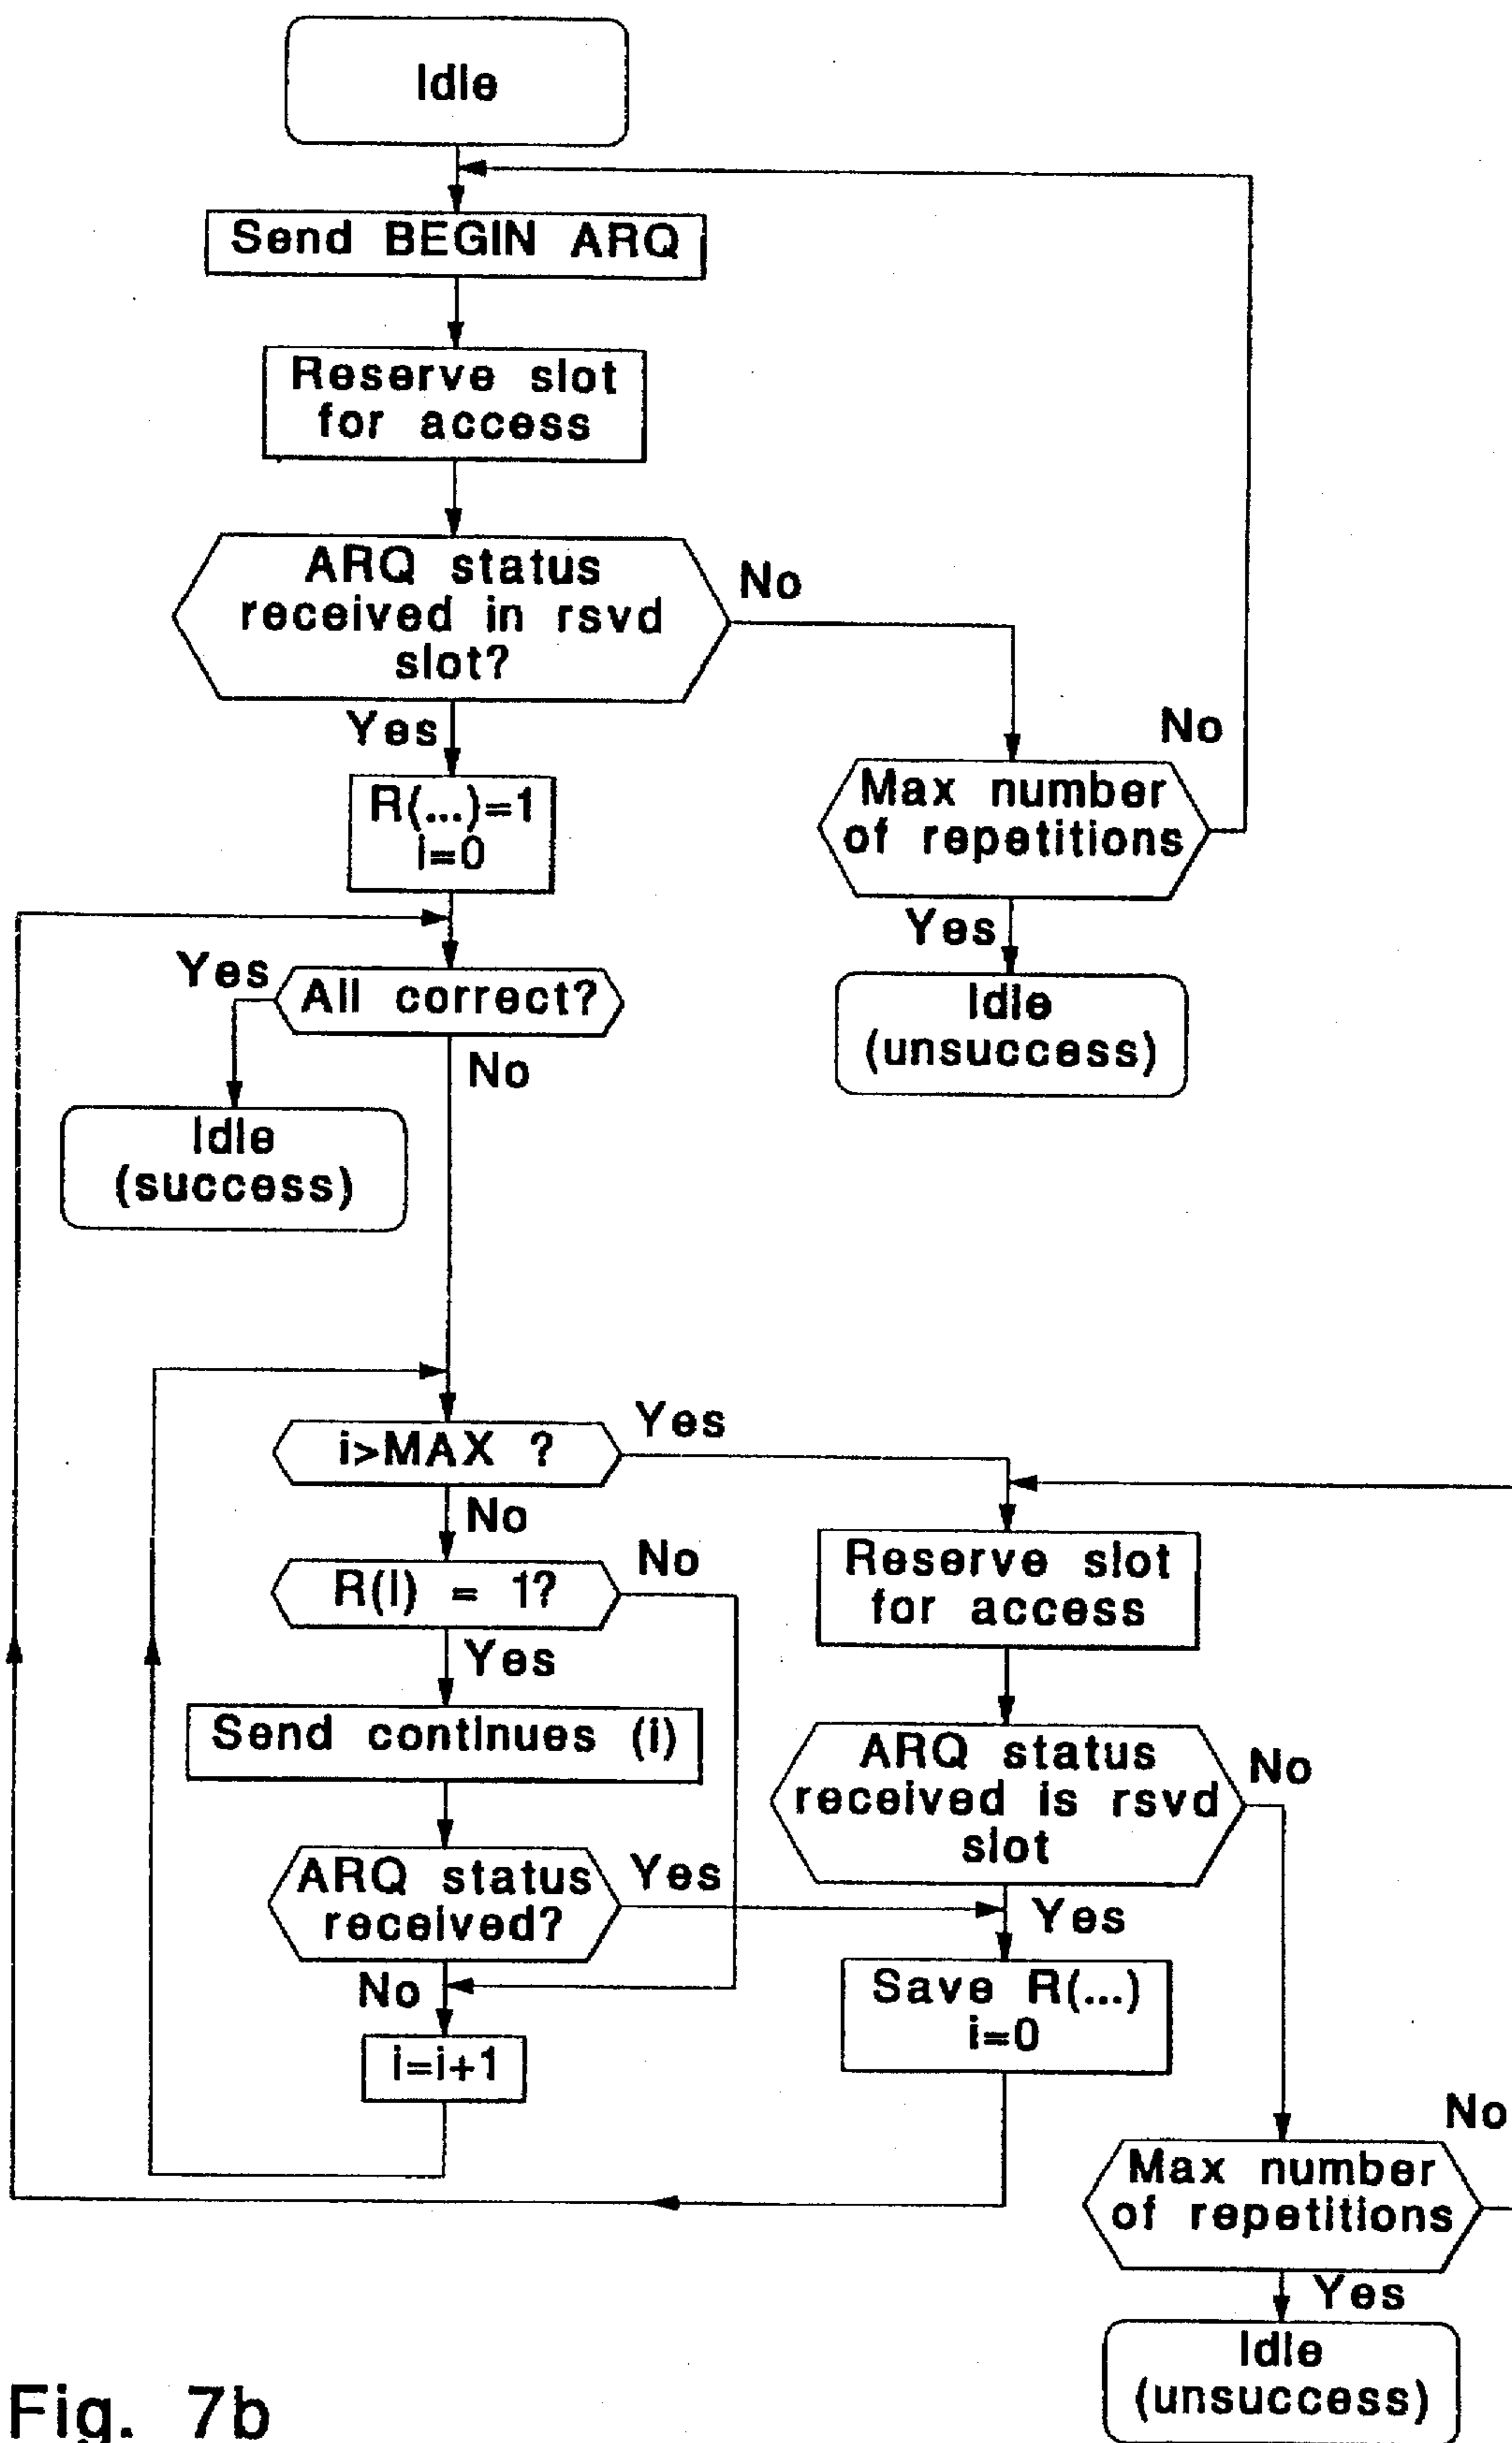 Idle
Send BEGIN ARQ
Reserve slot
for access
ARQ status
received in rsvd
slot?
No
Yes
R(...)=1
i=0
Max number
of repetitions
No
Yes
Idle
(unsuccess)
Yes
All correct?
No
Idle
(success)
i>MAX ?
Yes
No
R(I) = 1?
No
Yes
Send continues (i)
ARQ status
received?
Yes
No
i=i+1
Reserve slot
for access
ARQ status
received is rsvd
slot
No
Yes
Save R(...)
i=0
Max number
of repetitions
No
Yes
Idle
(unsuccess)
Fig. 7b